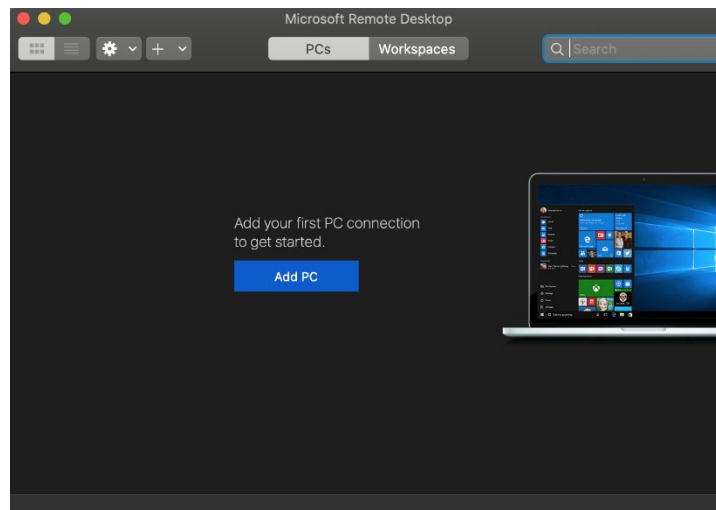 Microsoft Remote Desktop
PCs
Workspaces
Search
Add your first PC connection
to get started.
Add PC